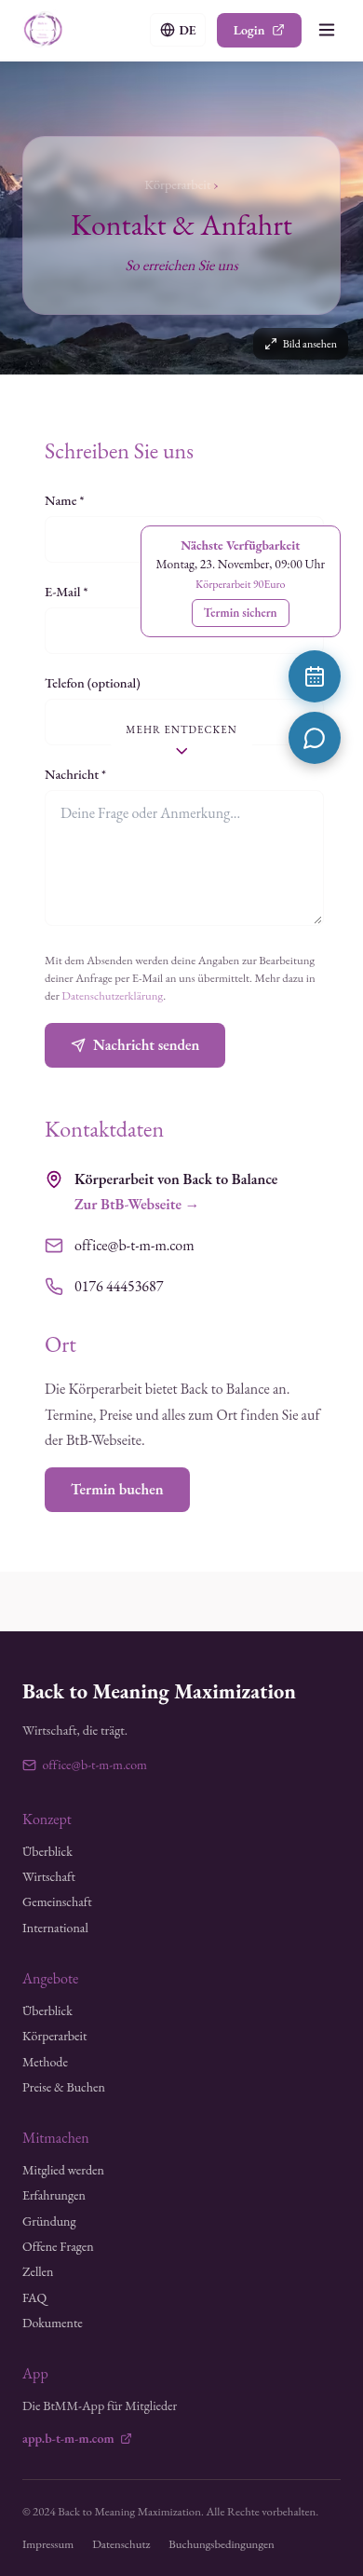 DE
Login
Körperarbeit ›
Kontakt & Anfahrt
So erreichen Sie uns
Bild ansehen
Schreiben Sie uns
Name *
Nächste Verfügbarkeit
Montag, 23. November, 09:00 Uhr
Körperarbeit 90Euro
Termin sichern
E-Mail *
Telefon (optional)
MEHR ENTDECKEN
Nachricht *
Deine Frage oder Anmerkung...
Mit dem Absenden werden deine Angaben zur Bearbeitung
deiner Anfrage per E-Mail an uns übermittelt. Mehr dazu in
der Datenschutzerklärung.
Nachricht senden
Kontaktdaten
Körperarbeit von Back to Balance
Zur BtB-Webseite →
office@b-t-m-m.com
0176 44453687
Ort
Die Körperarbeit bietet Back to Balance an.
Termine, Preise und alles zum Ort finden Sie auf
der BtB-Webseite.
Termin buchen
Back to Meaning Maximization
Wirtschaft, die trägt.
office@b-t-m-m.com
Konzept
Überblick
Wirtschaft
Gemeinschaft
International
Angebote
Überblick
Körperarbeit
Methode
Preise & Buchen
Mitmachen
Mitglied werden
Erfahrungen
Gründung
Offene Fragen
Zellen
FAQ
Dokumente
App
Die BtMM-App für Mitglieder
app.b-t-m-m.com
© 2024 Back to Meaning Maximization. Alle Rechte vorbehalten.
Impressum Datenschutz Buchungsbedingungen